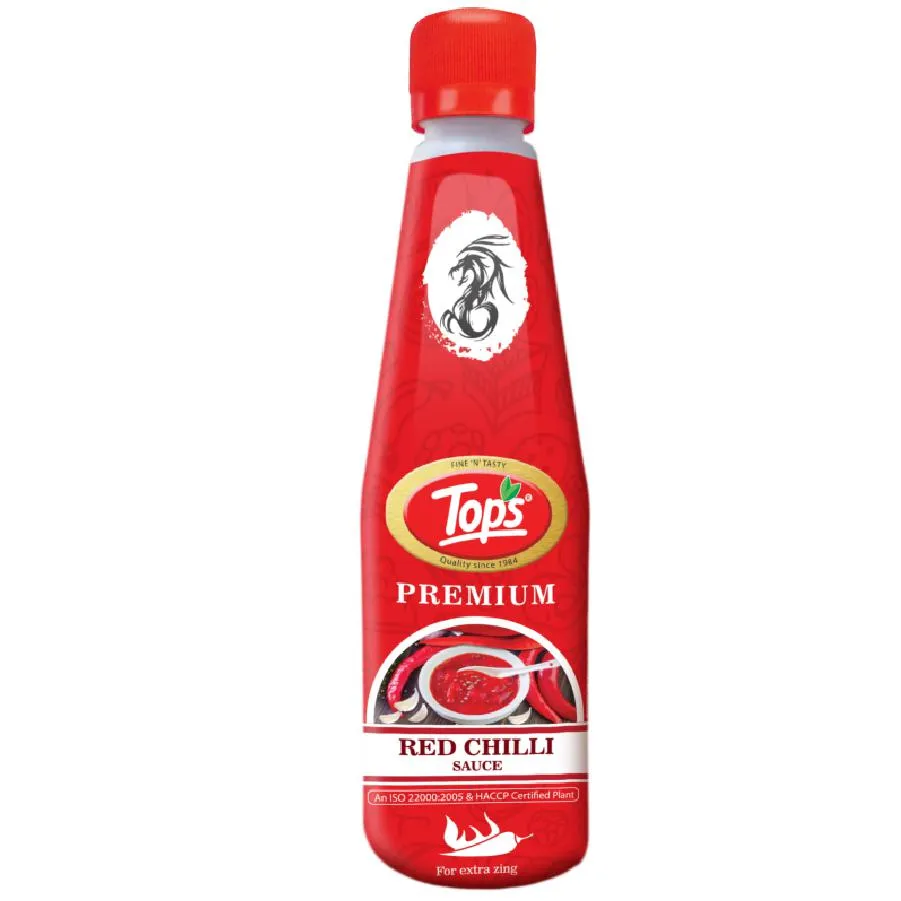 FINE 'N' TASTY
Tops®
Quality since 1984
PREMIUM
RED CHILLI
SAUCE
An ISO 22000:2005 & HACCP Certified Plant
For extra zing